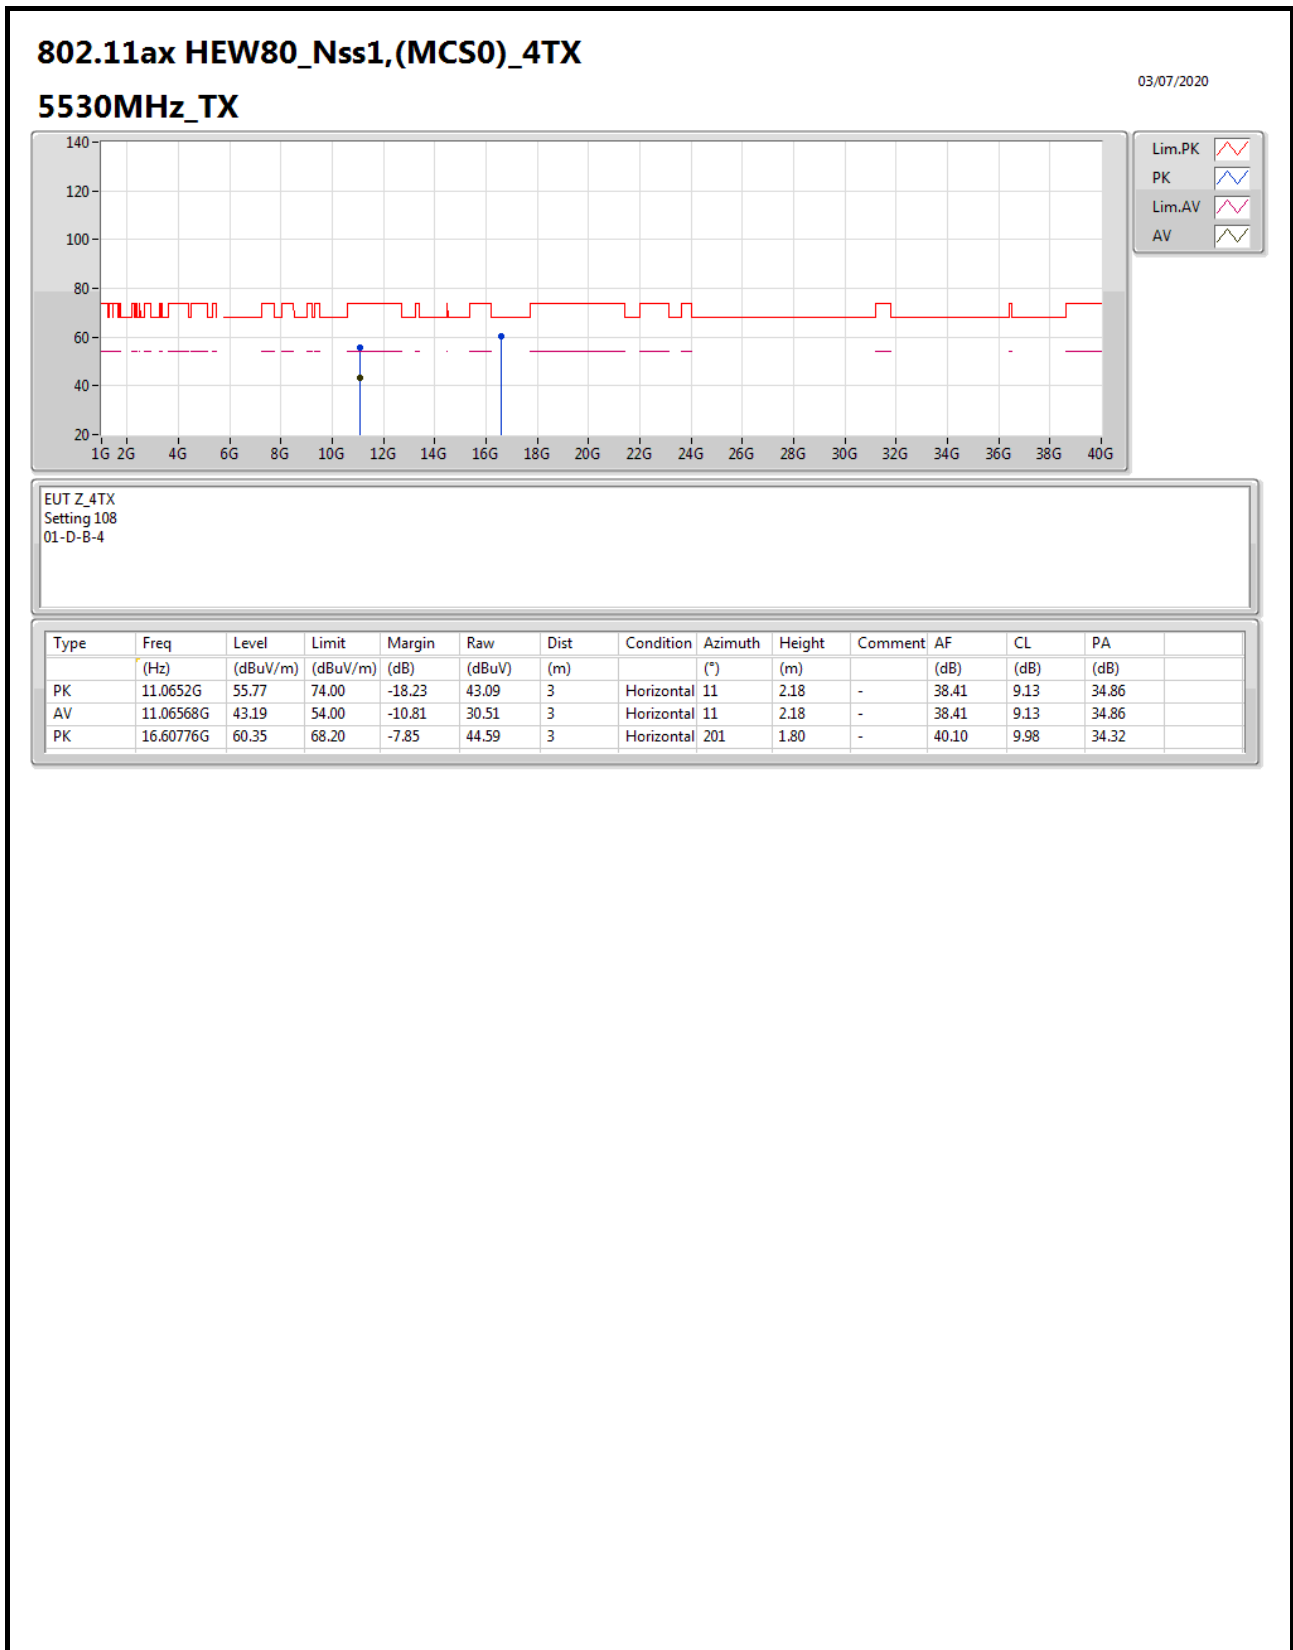 802.11ax HEW80_Nss1,(MCS0)_4TX
03/07/2020
5530MHz_TX
140
120
100
80
60
40
20
1G 2G 4G 6G 8G 10G 12G 14G 16G 18G 20G 22G 24G 26G 28G 30G 32G 34G 36G 38G 40G
Lim.PK
PK
Lim.AV
AV
EUT Z_4TX
Setting 108
01-D-B-4
Type Freq Level Limit Margin Raw Dist Condition Azimuth Height Comment AF CL PA
(Hz) (dBuV/m) (dBuV/m) (dB) (dBuV) (m) (°) (m) (dB) (dB) (dB)
PK 11.0652G 55.77 74.00 -18.23 43.09 3 Horizontal 11 2.18 - 38.41 9.13 34.86
AV 11.06568G 43.19 54.00 -10.81 30.51 3 Horizontal 11 2.18 - 38.41 9.13 34.86
PK 16.60776G 60.35 68.20 -7.85 44.59 3 Horizontal 201 1.80 - 40.10 9.98 34.32